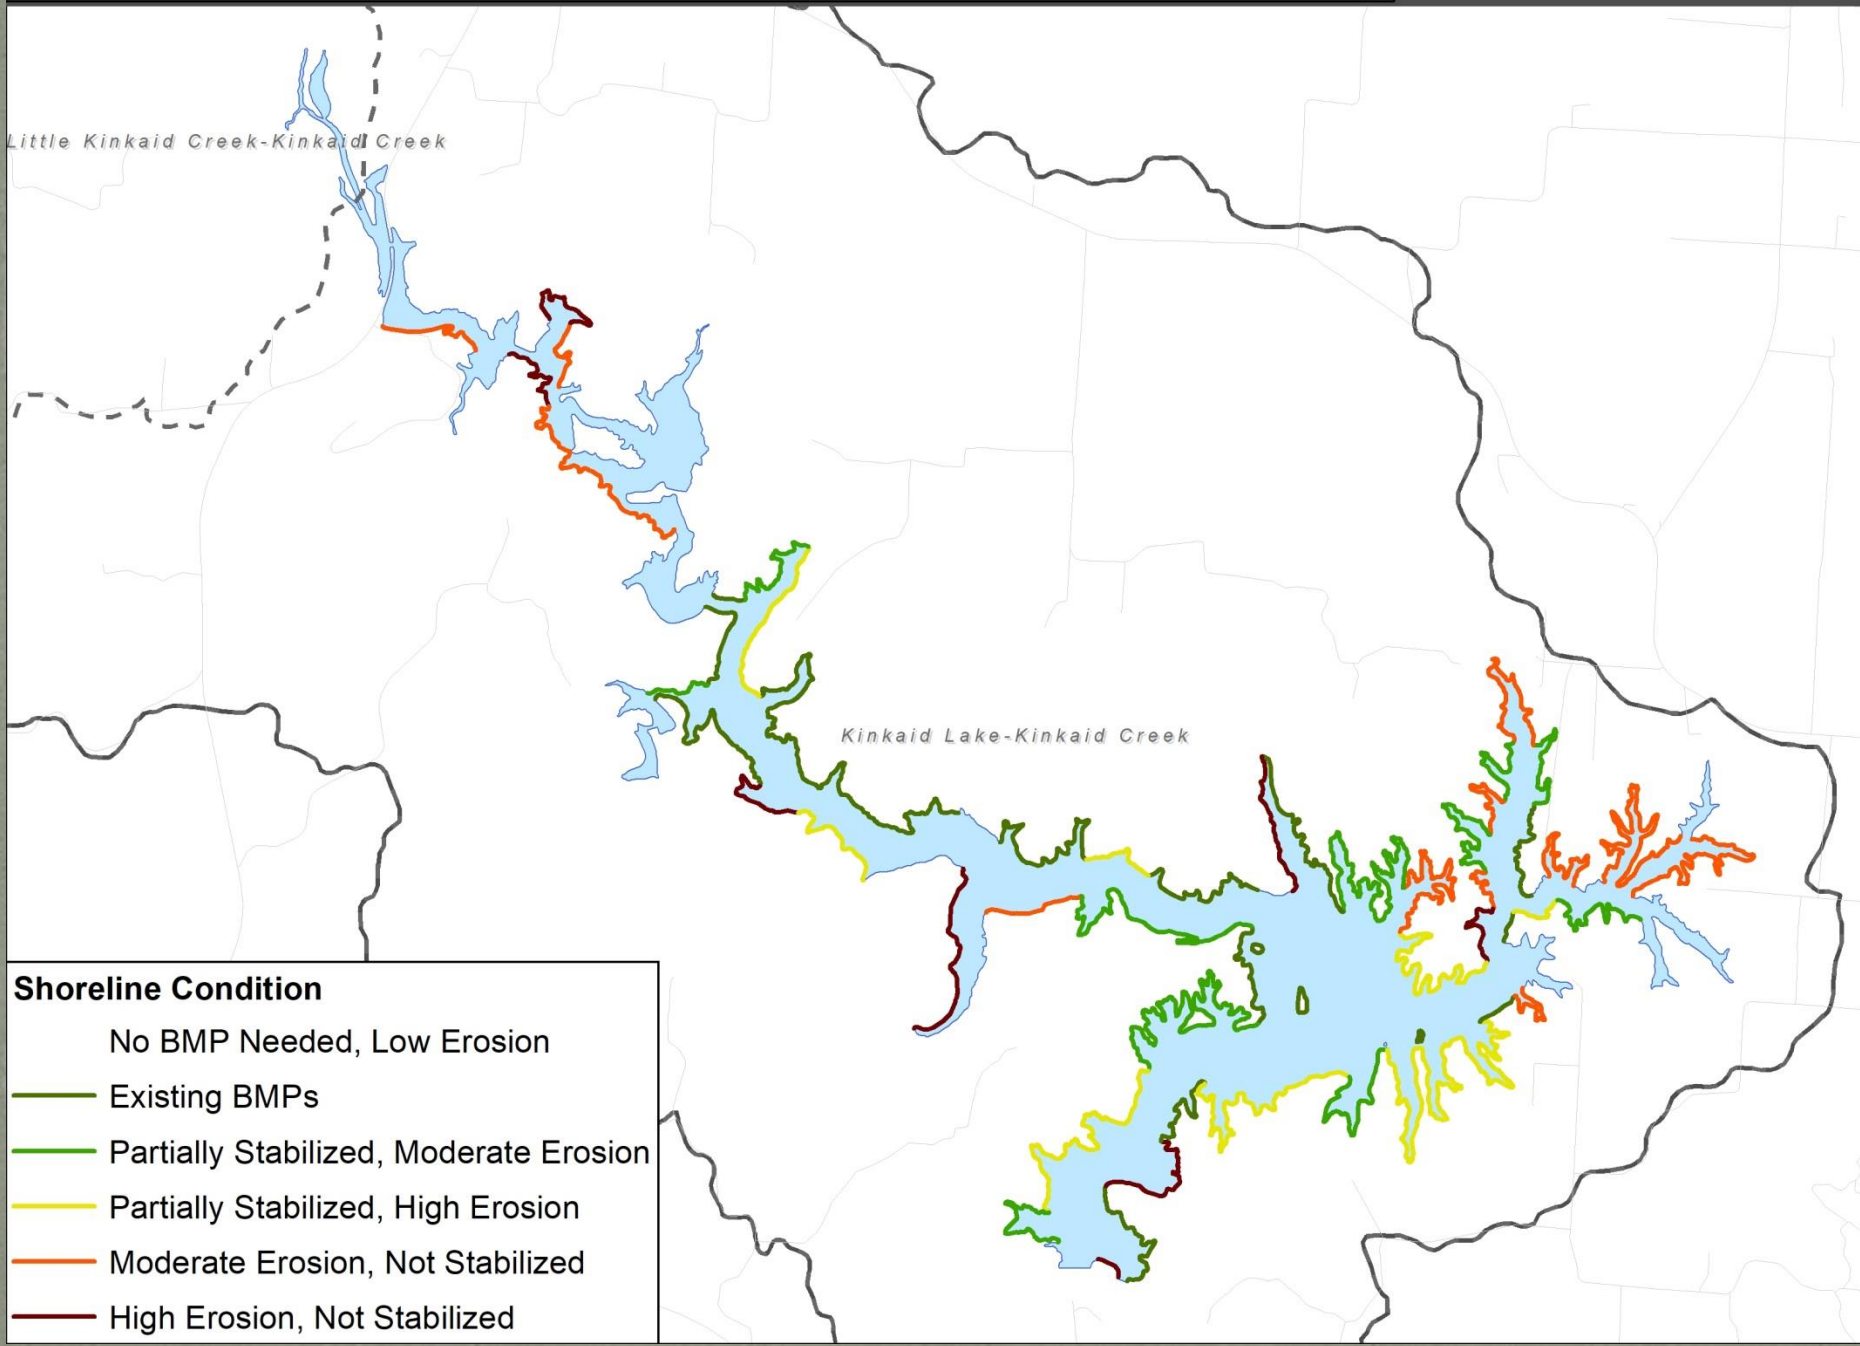 Little Kinkaid Creek-Kinkaid Creek
Kinkaid Lake-Kinkaid Creek
Shoreline Condition
No BMP Needed, Low Erosion
Existing BMPs
Partially Stabilized, Moderate Erosion
Partially Stabilized, High Erosion
Moderate Erosion, Not Stabilized
High Erosion, Not Stabilized